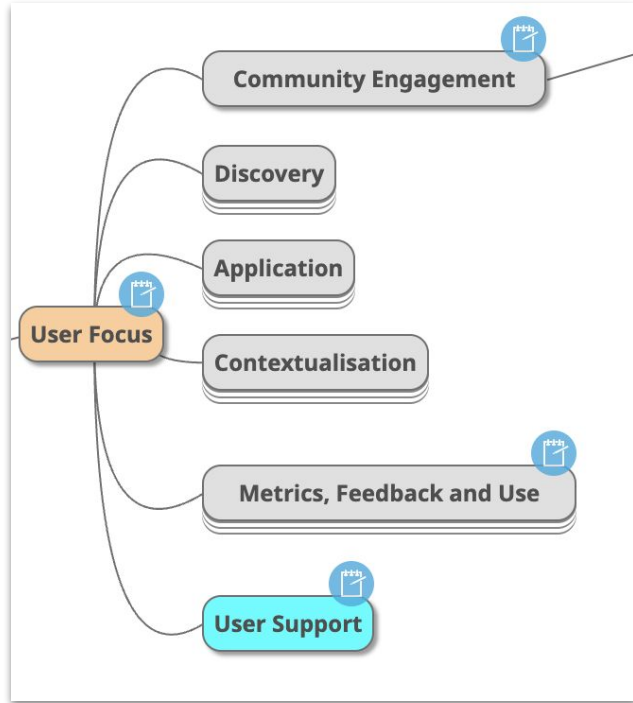 Community Engagement
Discovery
Application
User Focus
Contextualisation
Metrics, Feedback and Use
User Support